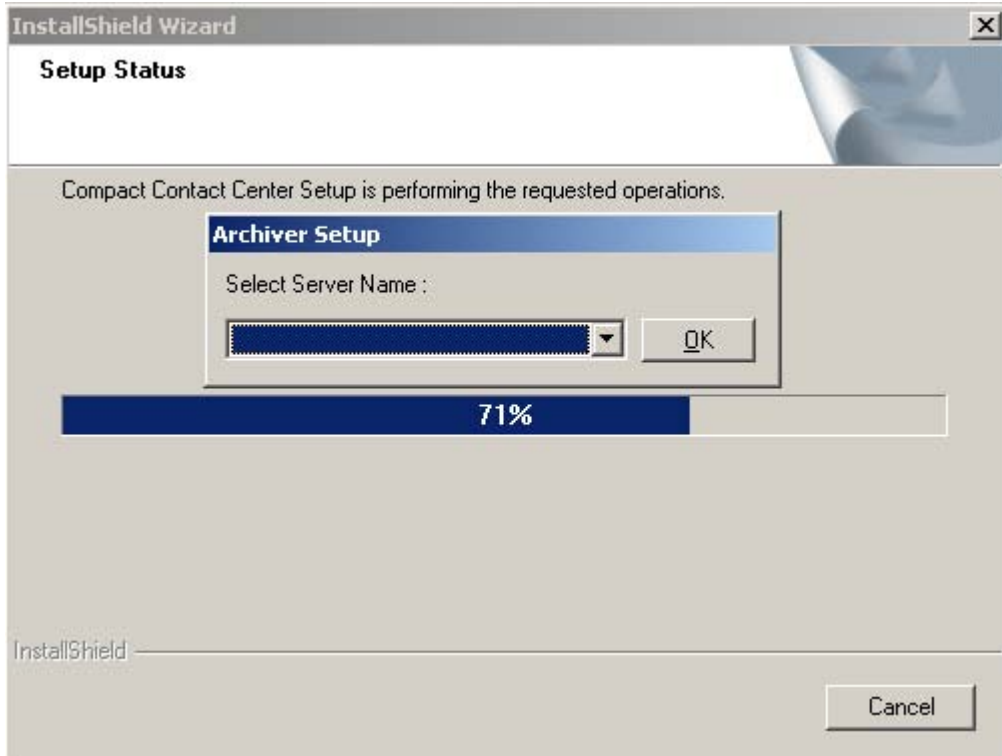 InstallShield Wizard
Setup Status
Compact Contact Center Setup is performing the requested operations.
Archiver Setup
Select Server Name :
OK
71%
InstallShield
Cancel